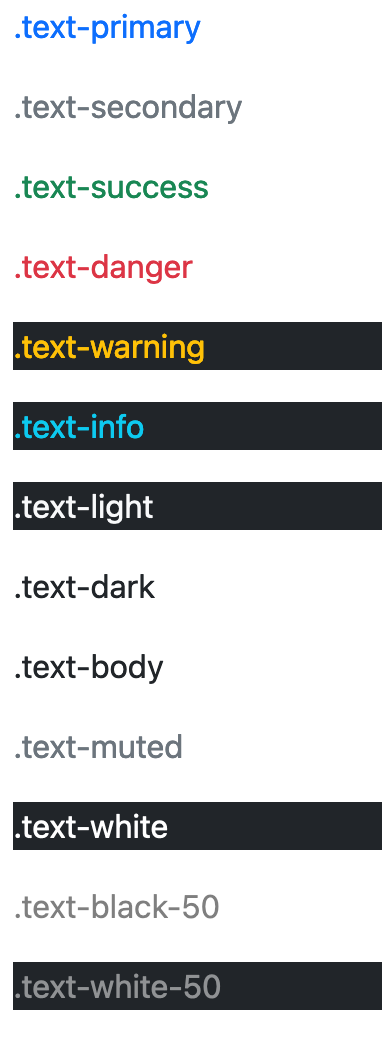 .text-primary
.text-secondary
.text-success
.text-danger
.text-warning
.text-info
.text-light
.text-dark
.text-body
.text-muted
.text-white
.text-black-50
.text-white-50